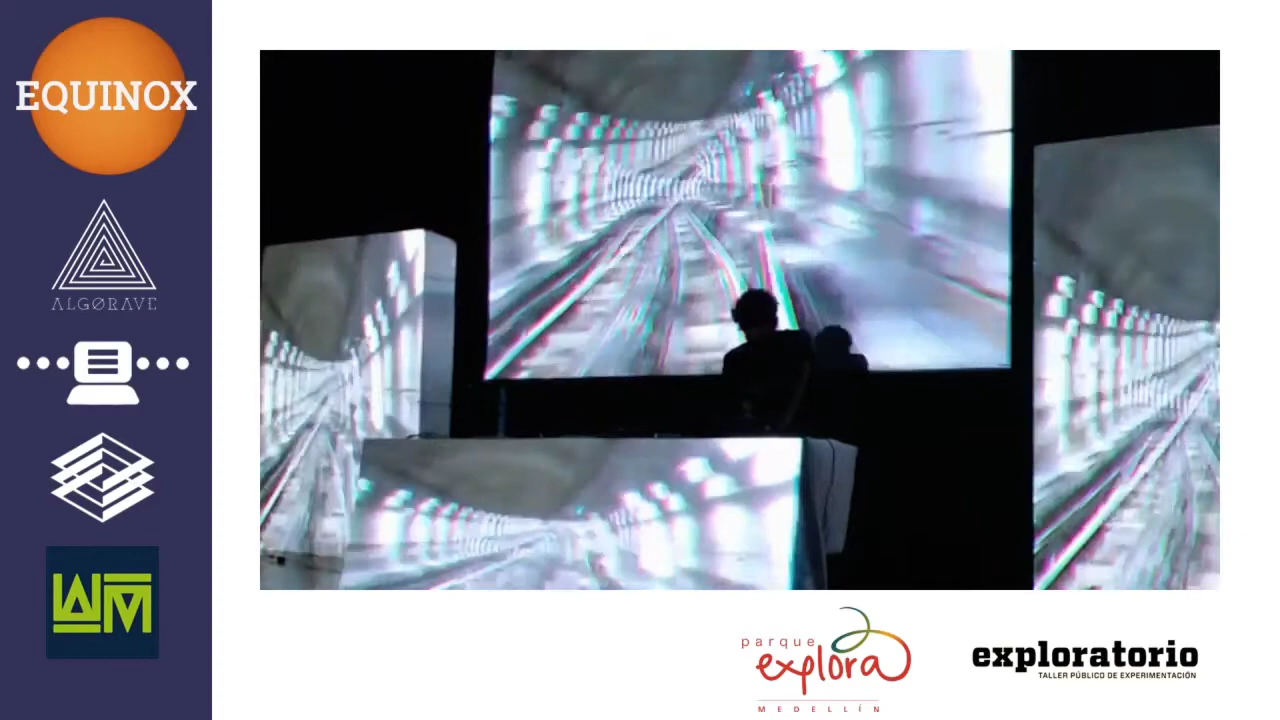 EQUINOX
ALGØRAVE
parque
explora
MEDELLÍN
exploratorio
TALLER PÚBLICO DE EXPERIMENTACIÓN